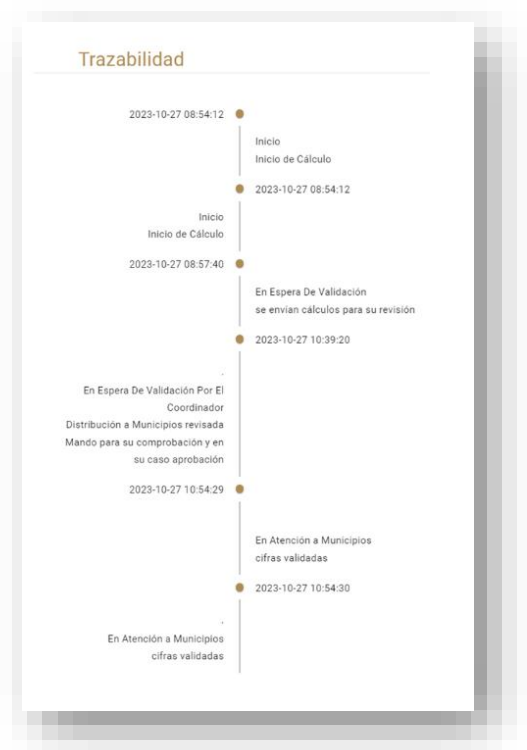 Trazabilidad
2023-10-27 08:54:12
Inicio
Inicio de Cálculo
2023-10-27 08:54:12
Inicio
Inicio de Cálculo
2023-10-27 08:57:40
En Espera De Validación
se envian cálculos para su revisión
2023-10-27 10:39:20
.
En Espera De Validación Por El
Coordinador
Distribución a Municipios revisada
Mando para su comprobación y en
su caso aprobación
2023-10-27 10:54:29
En Atención a Municipios
cifras validadas
2023-10-27 10:54:30
.
En Atención a Municipios
cifras validadas